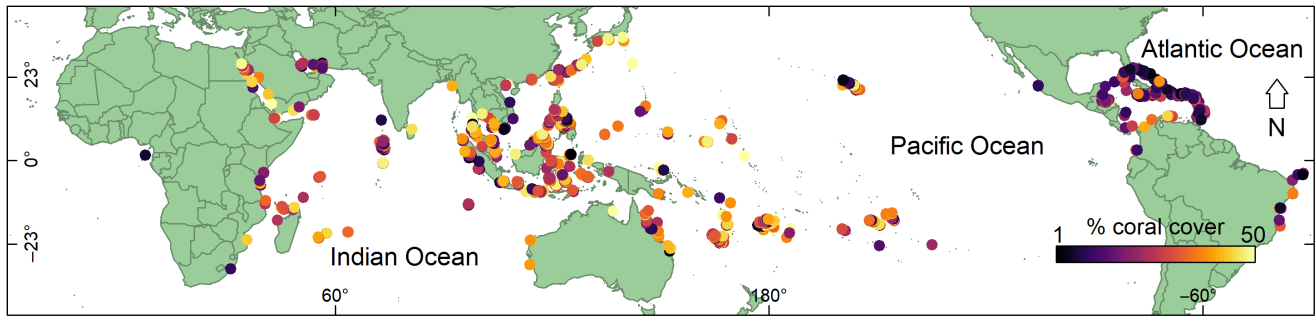 Atlantic Ocean
23°
N
Pacific Ocean
0°
% coral cover
1 50
−23°
Indian Ocean
60° 180° −60°